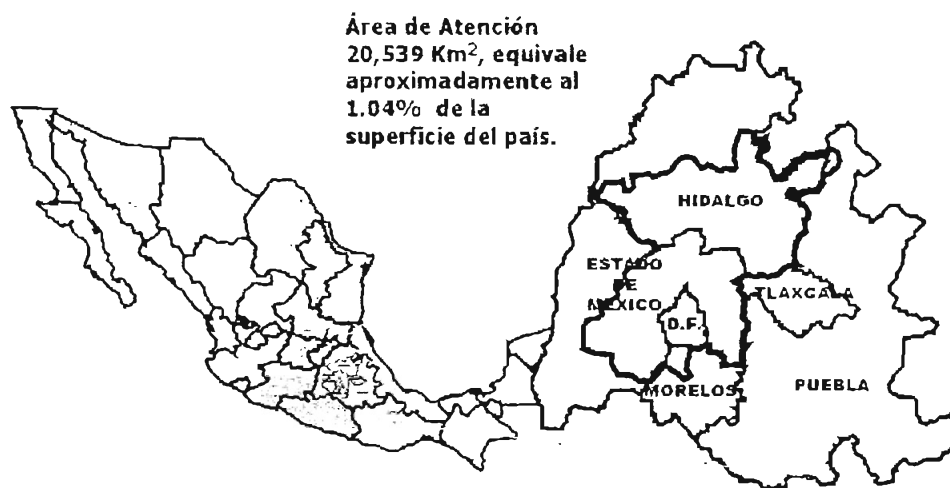 Área de Atención
20,539 Km², equivale
aproximadamente al
1.04% de la
superficie del país.
HIDALGO
ESTADO
DE
MEXICO
TLAXCALA
D.F.
MORELOS
PUEBLA